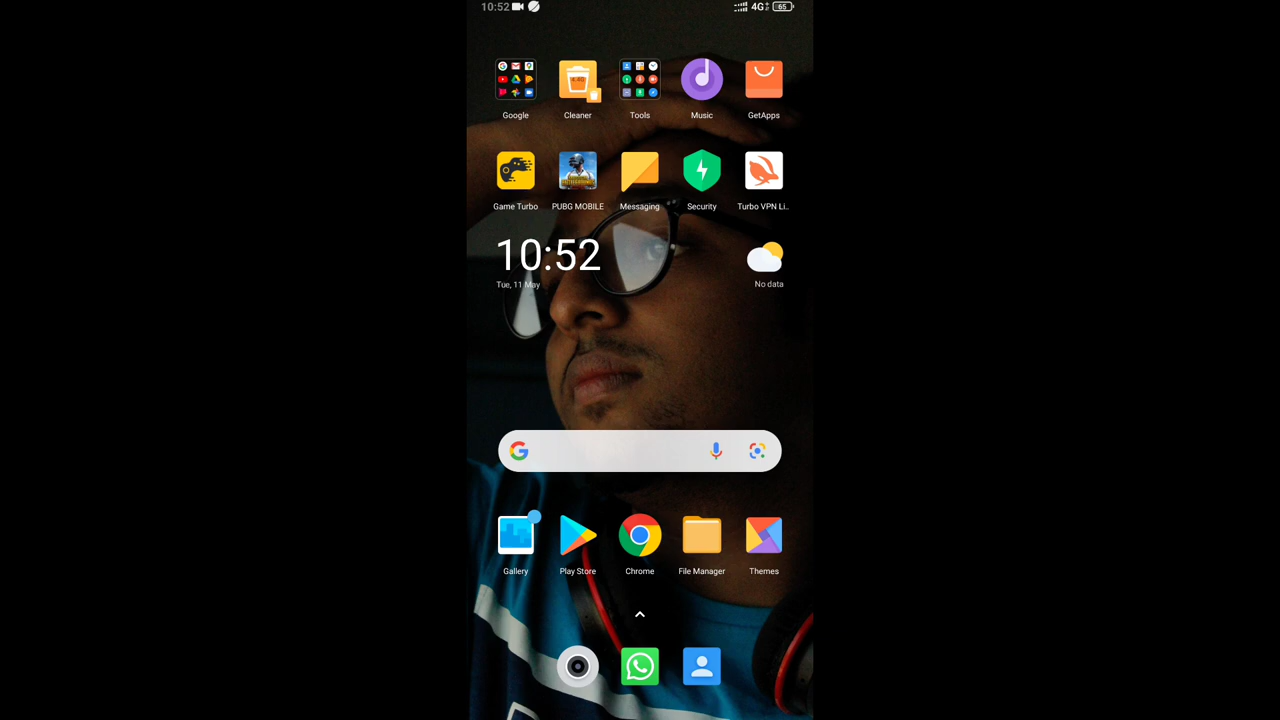 10:52 4G 65
Google Cleaner Tools Music GetApps
Game Turbo PUBG MOBILE Messaging Security Turbo VPN Li..
10:52
Tue, 11 May No data
Gallery Play Store Chrome File Manager Themes